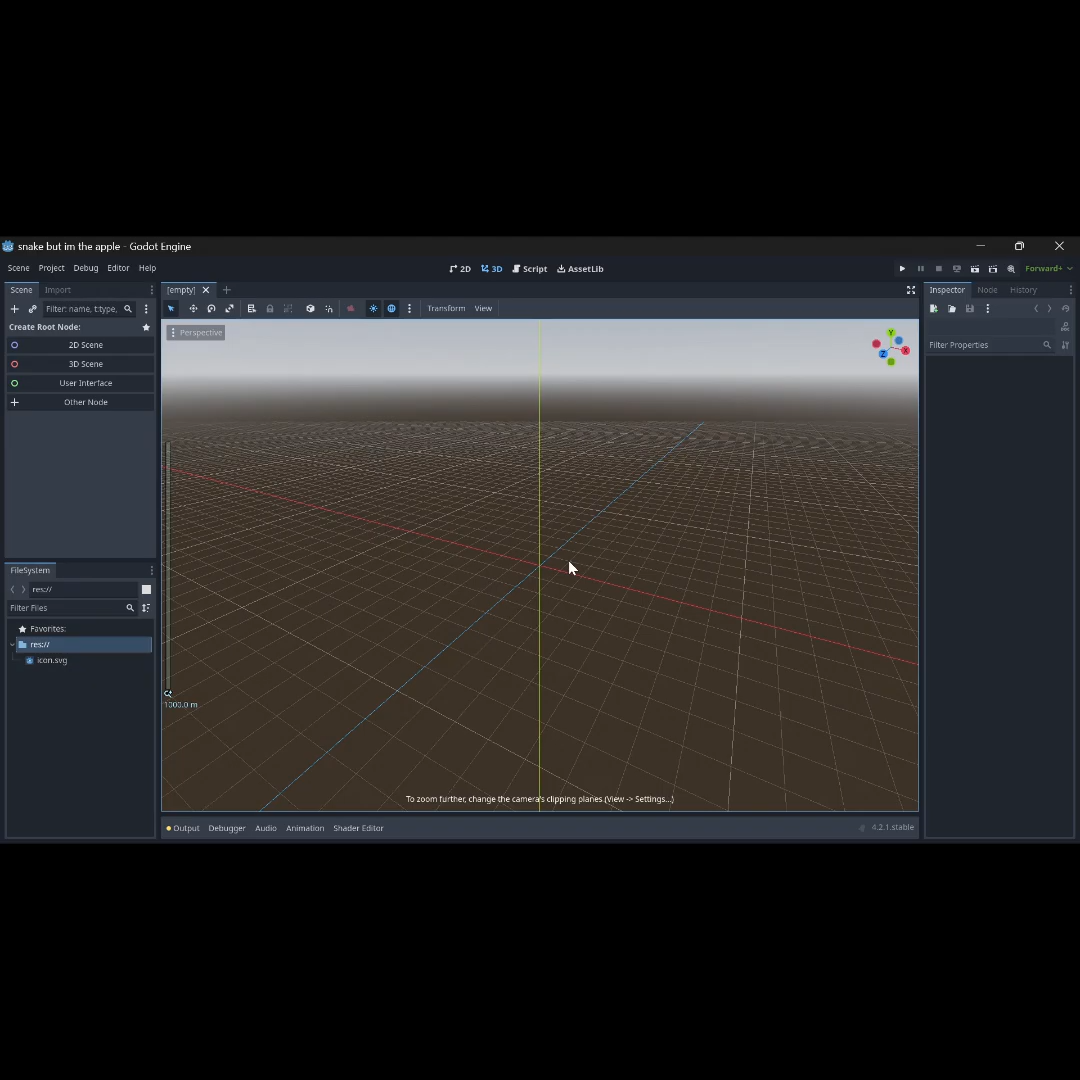 snake but im the apple - Godot Engine
Scene Project Debug Editor Help
2D 3D Script AssetLib
Forward+
Scene Import
[empty]
Inspector Node History
Filter: name, t:type,
Transform View
Create Root Node:
Perspective
Y
X
Z
2D Scene
Filter Properties
3D Scene
User Interface
Other Node
FileSystem
res://
Filter Files
Favorites:
res://
icon.svg
1000.0 m
To zoom further, change the camera's clipping planes (View -> Settings...)
Output Debugger Audio Animation Shader Editor
4.2.1.stable